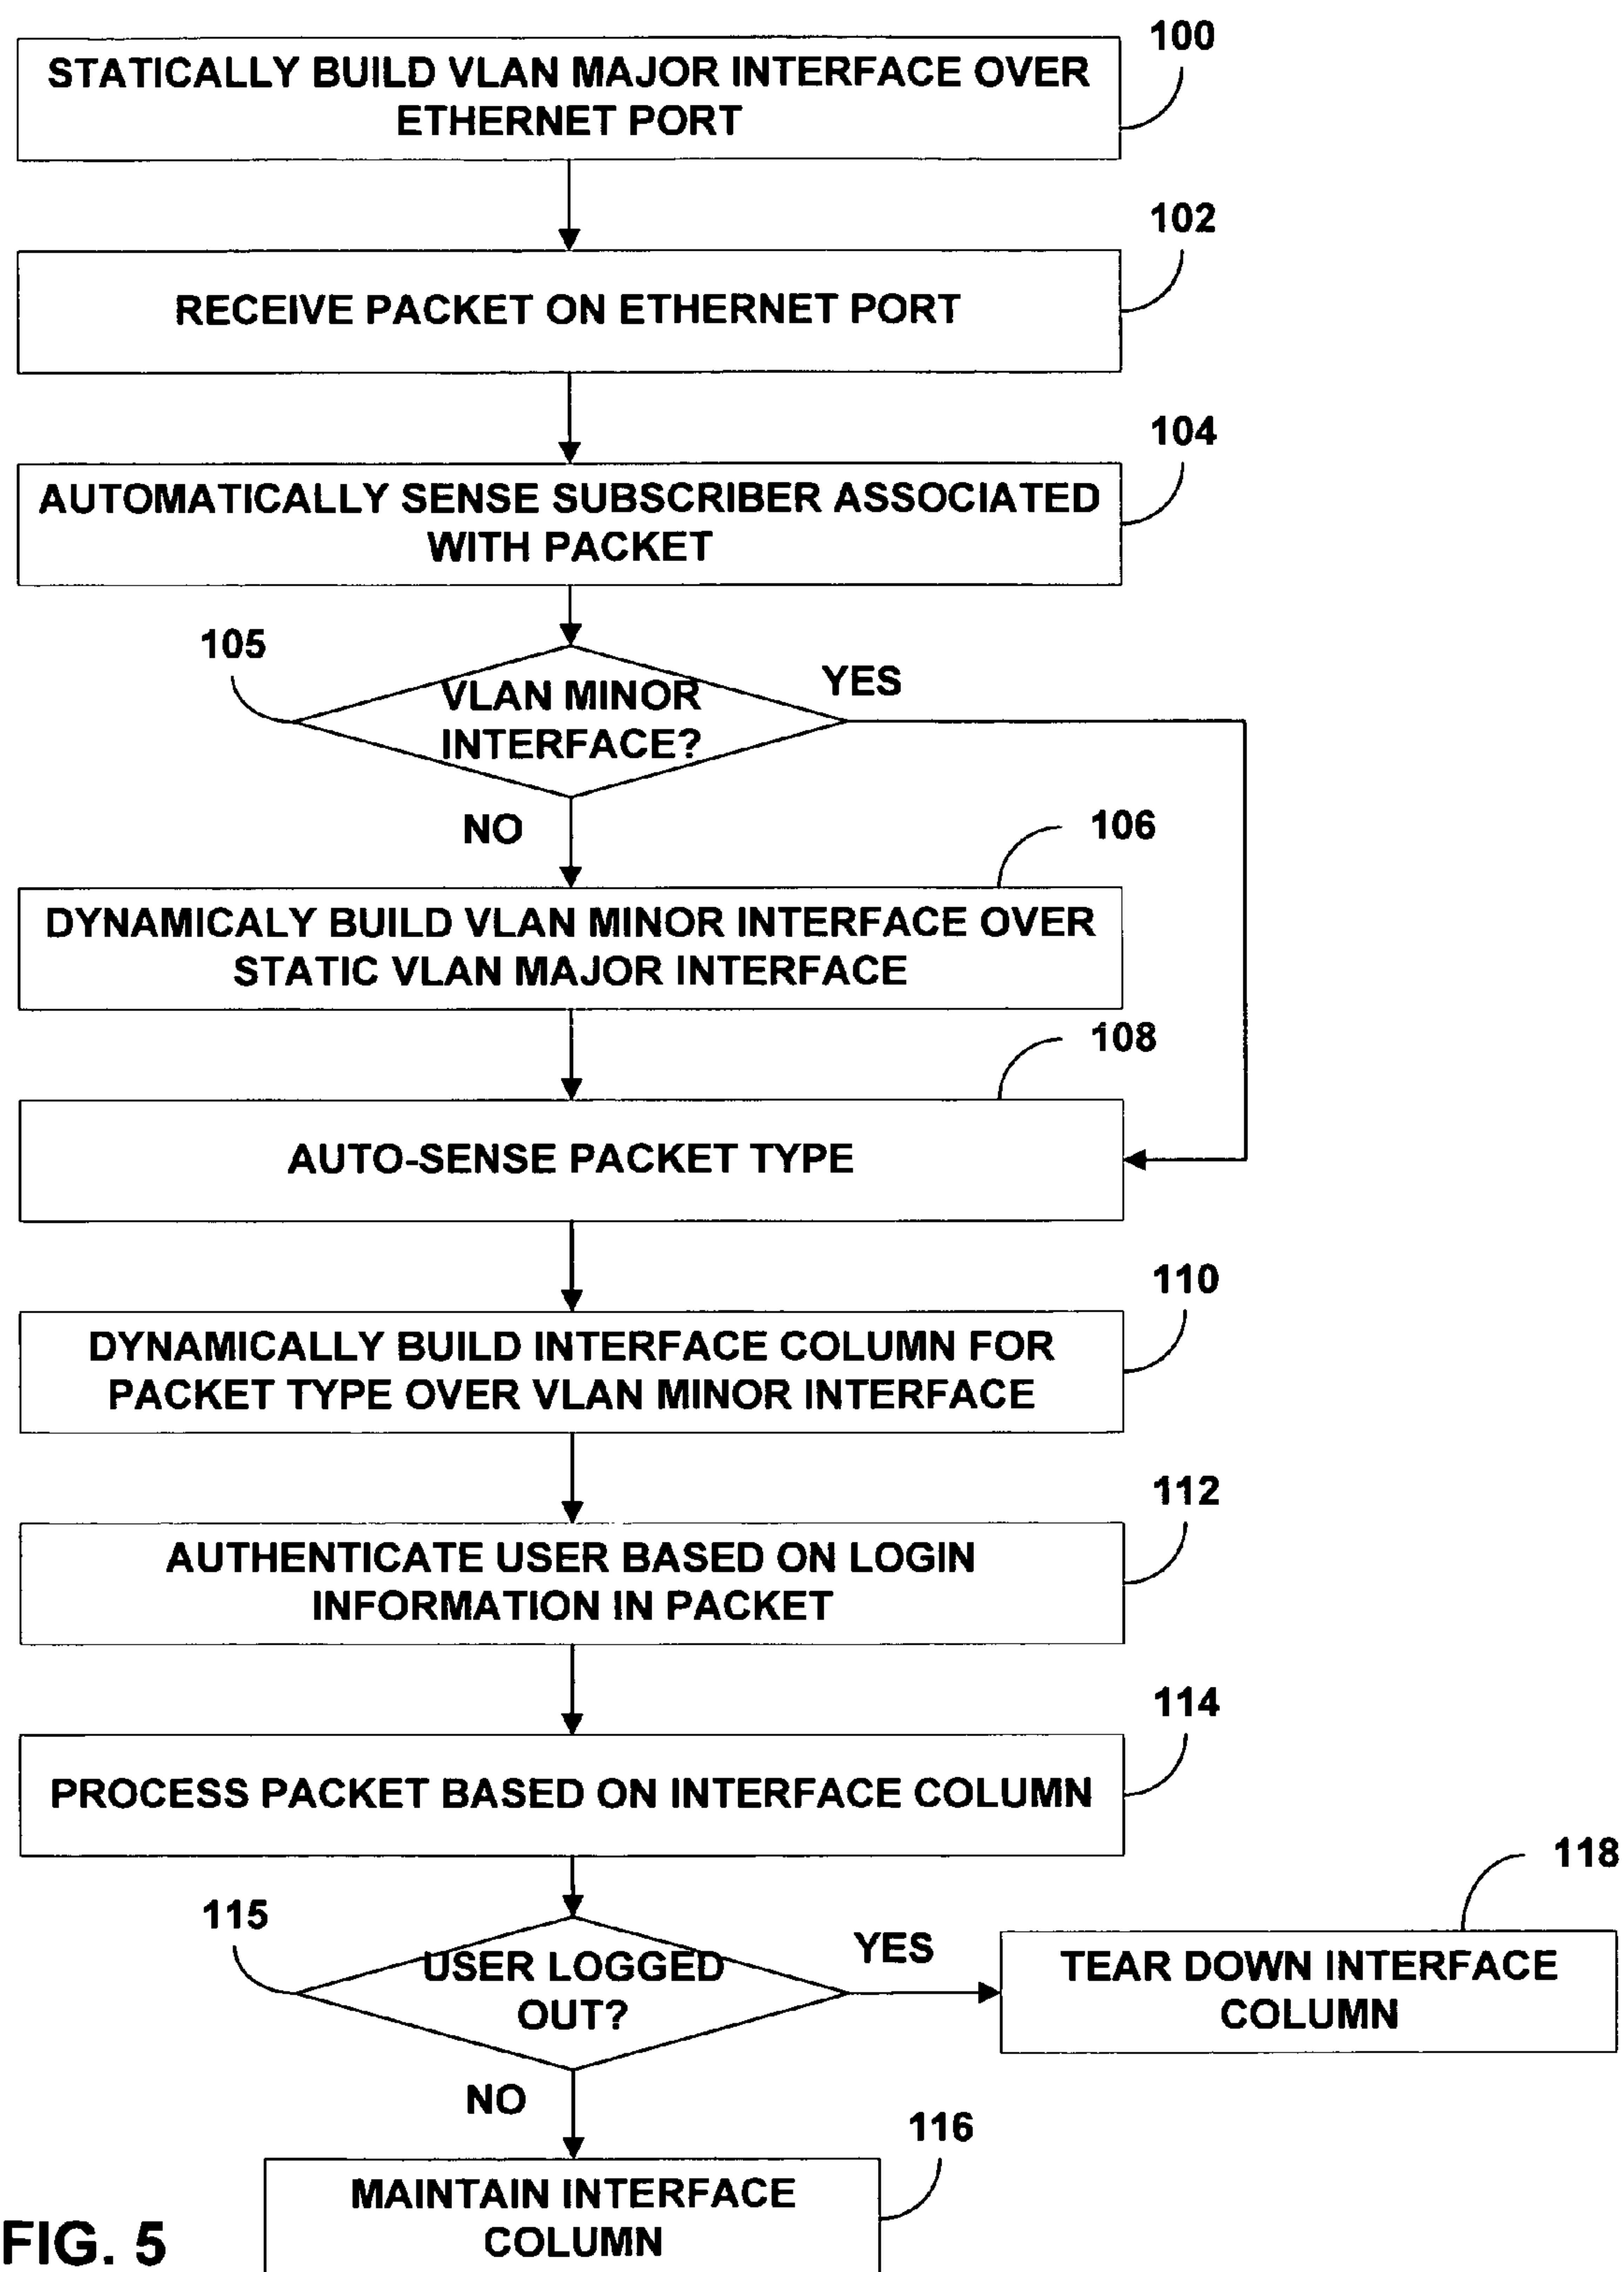 100
STATICALLY BUILD VLAN MAJOR INTERFACE OVER
ETHERNET PORT
102
RECEIVE PACKET ON ETHERNET PORT
104
AUTOMATICALLY SENSE SUBSCRIBER ASSOCIATED
WITH PACKET
105
VLAN MINOR
INTERFACE?
YES
NO
106
DYNAMICALY BUILD VLAN MINOR INTERFACE OVER
STATIC VLAN MAJOR INTERFACE
108
AUTO-SENSE PACKET TYPE
110
DYNAMICALLY BUILD INTERFACE COLUMN FOR
PACKET TYPE OVER VLAN MINOR INTERFACE
112
AUTHENTICATE USER BASED ON LOGIN
INFORMATION IN PACKET
114
PROCESS PACKET BASED ON INTERFACE COLUMN
115
USER LOGGED
OUT?
YES
118
TEAR DOWN INTERFACE
COLUMN
NO
116
MAINTAIN INTERFACE
COLUMN
FIG. 5